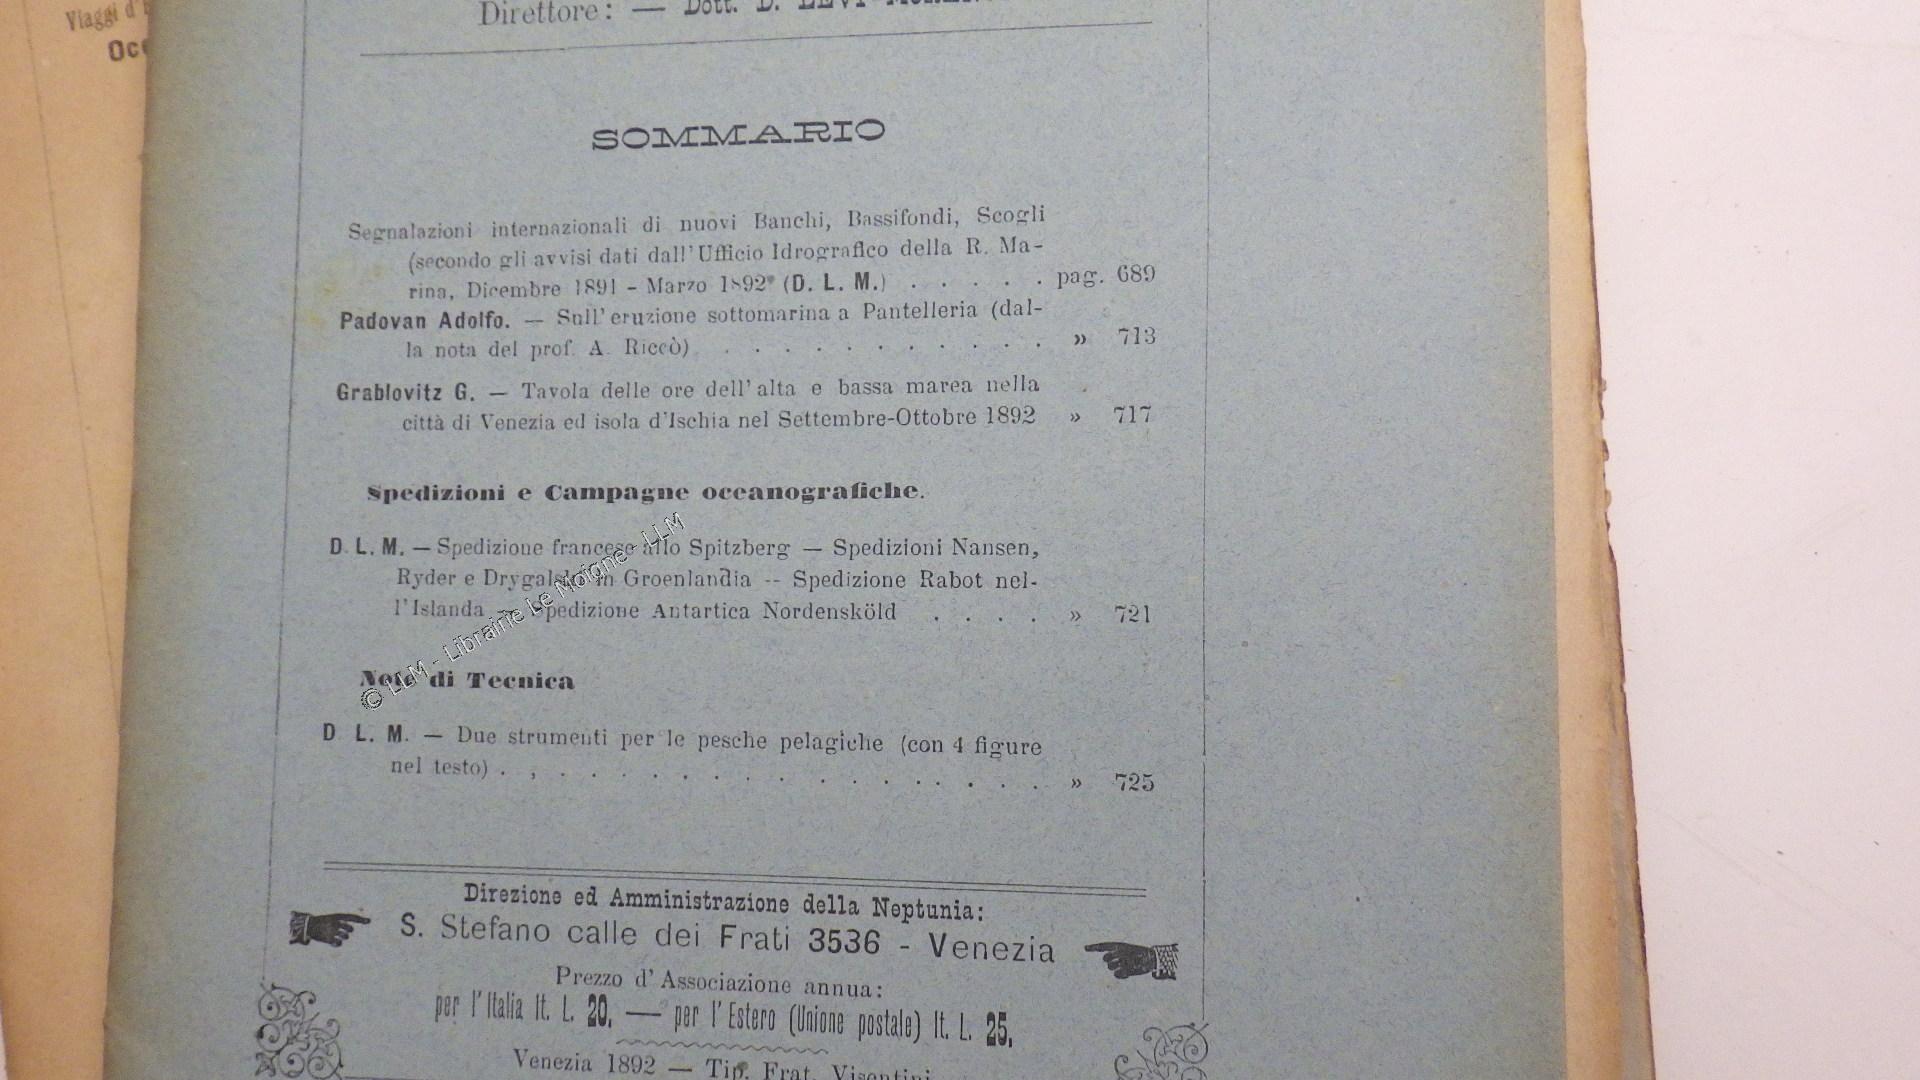 Viaggi d'
Direttore: — Dott. D.
SOMMARIO
Segnalazioni internazionali di nuovi Banchi, Bassifondi, Scogli
(secondo gli avvisi dati dall'Ufficio Idrografico della R. Ma-
rina, Dicembre 1891 - Marzo 1892 (D. L. M.) . . . . . pag. 689
Padovan Adolfo. — Sull'eruzione sottomarina a Pantelleria (dal-
la nota del prof. A. Riccò) . . . . . . . . . . . » 713
Grablovitz G. — Tavola delle ore dell'alta e bassa marea nella
città di Venezia ed isola d'Ischia nel Settembre-Ottobre 1892 » 717
Spedizioni e Campagne oceanografiche.
D. L. M. — Spedizione francese allo Spitzberg — Spedizioni Nansen,
Ryder e Drygalski in Groenlandia -- Spedizione Rabot nel-
l'Islanda — Spedizione Antartica Nordensköld . . . . » 721
Note di Tecnica
D L. M. — Due strumenti per le pesche pelagiche (con 4 figure
nel testo) . , . . . . . . . . . . . . . . . . » 725
Direzione ed Amministrazione della Neptunia:
S. Stefano calle dei Frati 3536 - Venezia
Prezzo d'Associazione annua:
per l'Italia It. L. 20. — per l'Estero (Unione postale) It. L. 25.
Venezia 1892 — Tip. Frat. Visentini
© LLM - Librairie Le Moigne - LLM